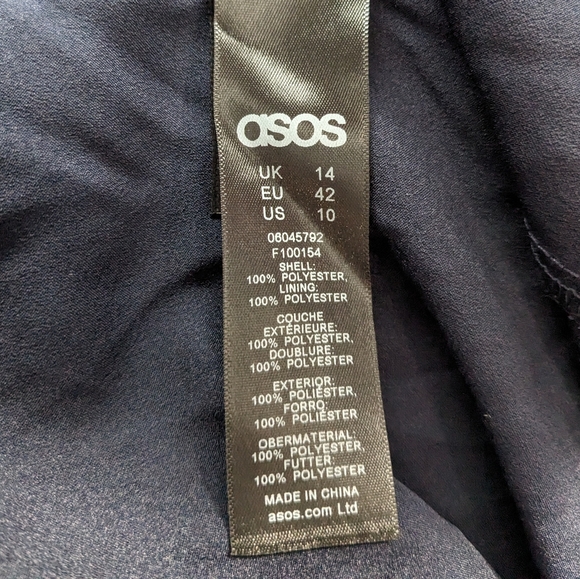 asos
UK 14
EU 42
US 10
06045792
F100154
SHELL:
100% POLYESTER,
LINING:
100% POLYESTER
COUCHE
EXTÉRIEURE:
100% POLYESTER,
DOUBLURE:
100% POLYESTER
EXTERIOR:
100% POLIÉSTER,
FORRO:
100% POLIÉSTER
OBERMATERIAL:
100% POLYESTER,
FUTTER:
100% POLYESTER
MADE IN CHINA
asos.com Ltd